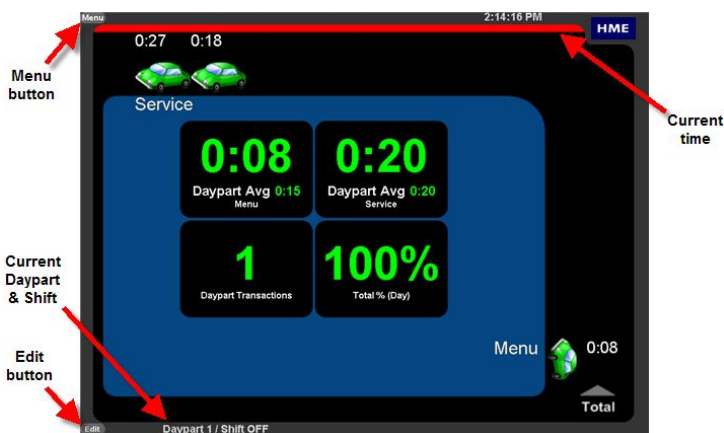 Menu
2:14:16 PM
HME
0:27 0:18
Menu
button
Current
time
Service
0:08
Daypart Avg 0:15
Menu
0:20
Daypart Avg 0:20
Service
1
Daypart Transactions
100%
Total % (Day)
Current
Daypart
& Shift
Menu 0:08
Edit
button
Total
Edit
Daypart 1 / Shift OFF